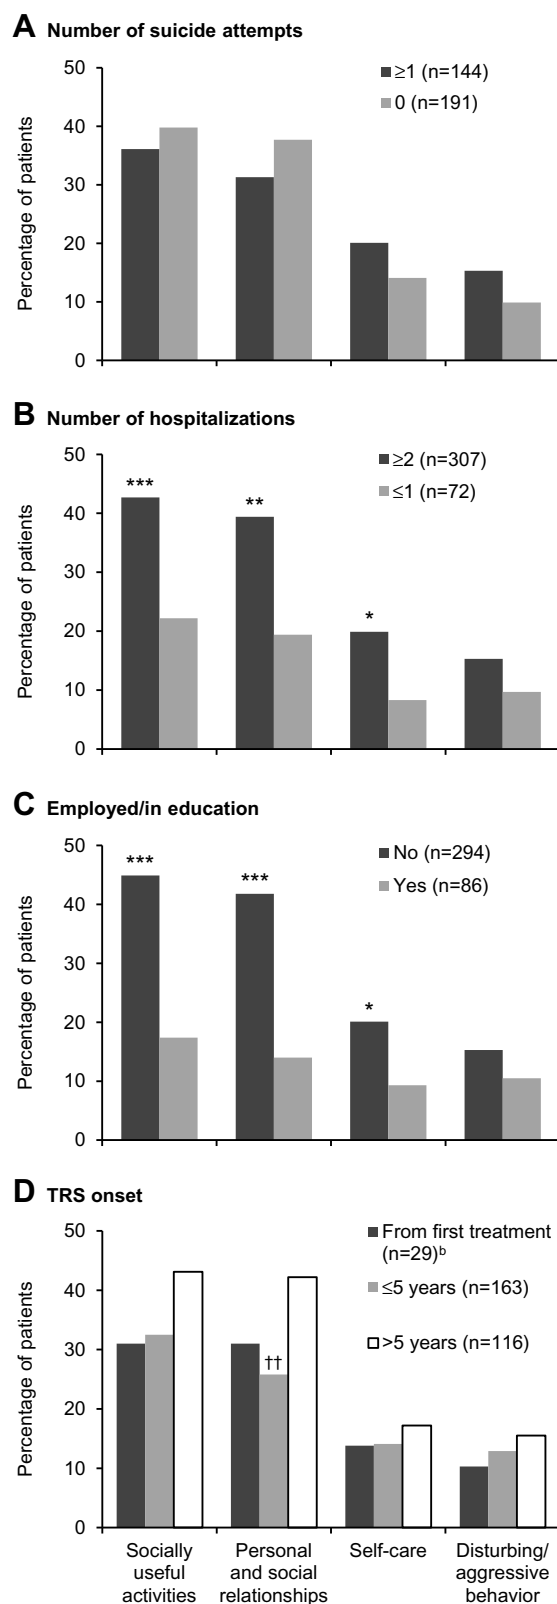 A Number of suicide attempts
50
40
30
20
10
0
Percentage of patients
≥1 (n=144)
0 (n=191)
B Number of hospitalizations
50
40
30
20
10
0
Percentage of patients
≥2 (n=307)
≤1 (n=72)
***
**
*
C Employed/in education
50
40
30
20
10
0
Percentage of patients
No (n=294)
Yes (n=86)
***
***
*
D TRS onset
50
40
30
20
10
0
Percentage of patients
From first treatment
(n=29)ᵇ
≤5 years (n=163)
>5 years (n=116)
††
Socially
useful
activities
Personal
and social
relationships
Self-care
Disturbing/
aggressive
behavior